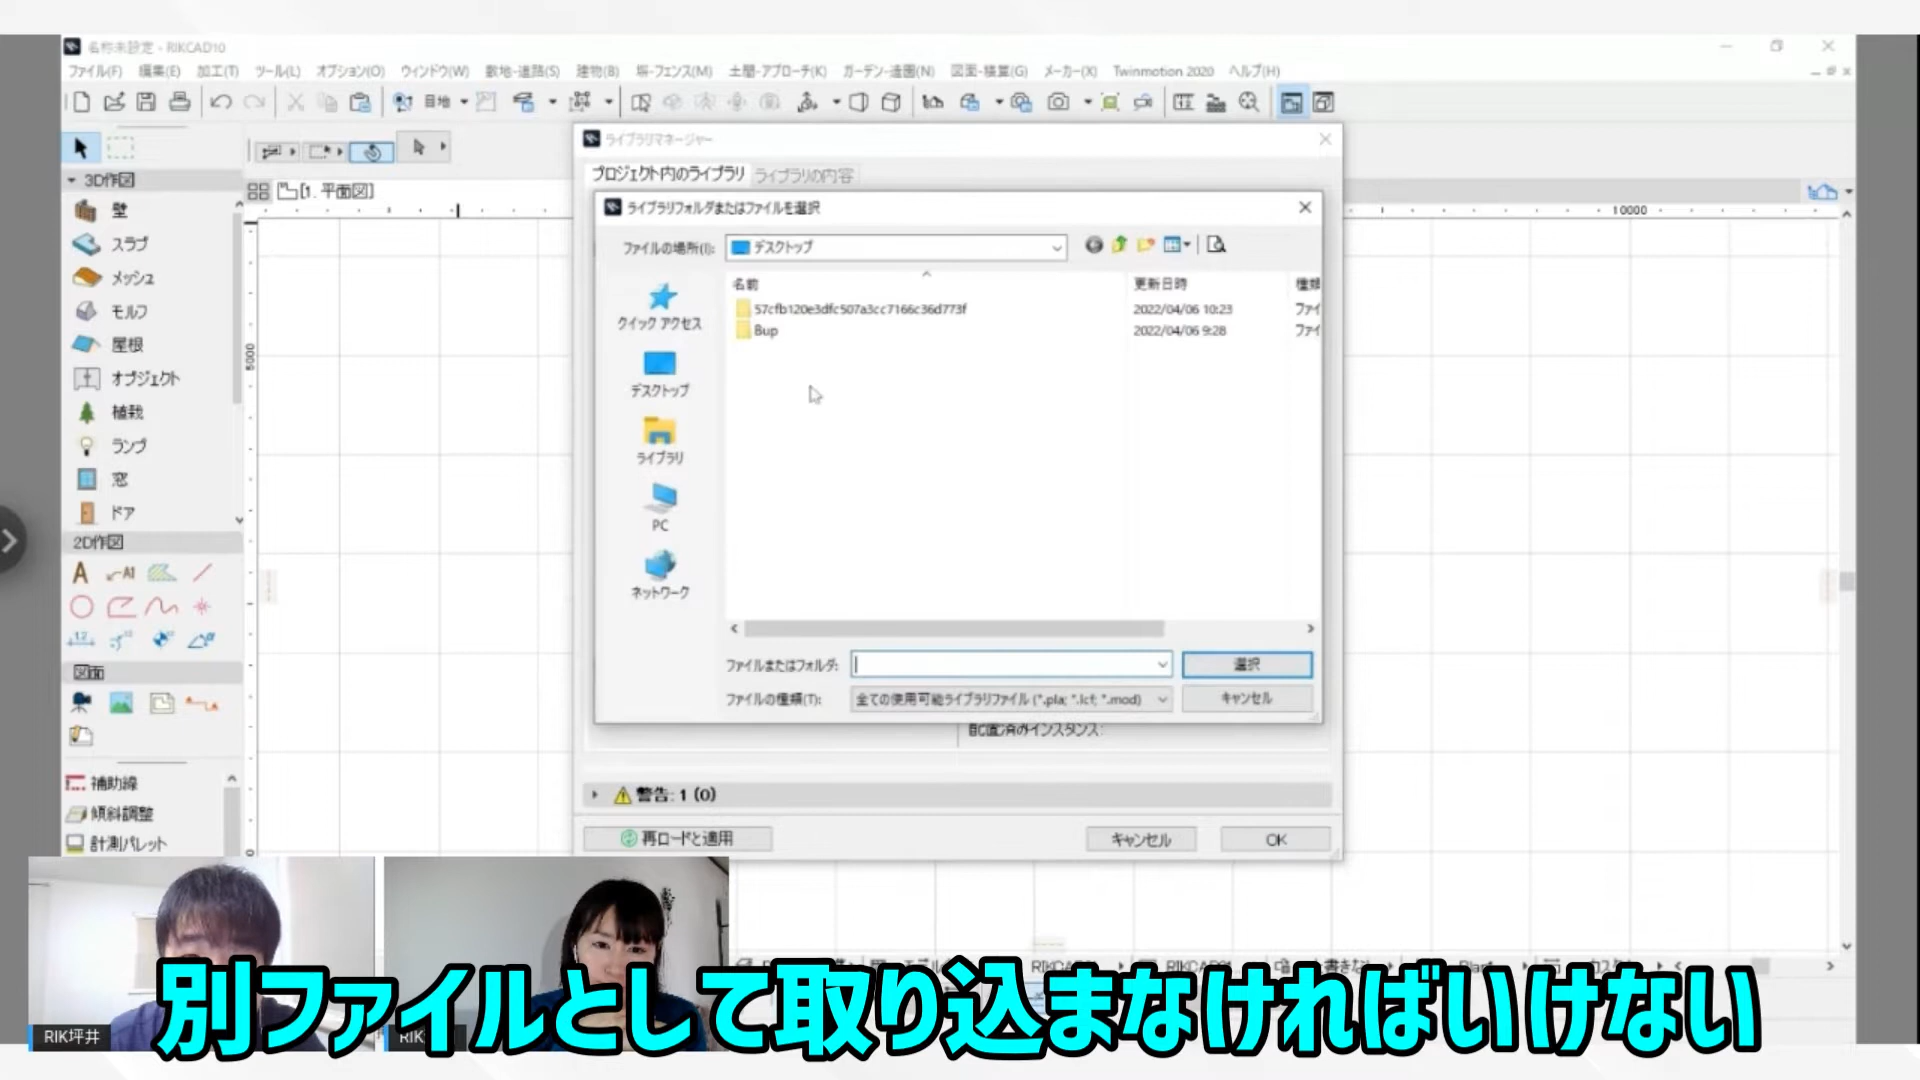 名称未設定 - RIKCAD10
ファイル(F) 編集(E) 加工(T) ツール(L) オプション(O) ウィンドウ(W) 敷地-道路(S) 建物(B) 塀-フェンス(M) 土間-アプローチ(K) ガーデン-造園(N) 図面-積算(G) メーカー(X) Twinmotion 2020 ヘルプ(H)
目地
ライブラリマネージャー
プロジェクト内のライブラリ ライブラリの内容
3D作図
[1. 平面図]
10000
5000
0
壁
スラブ
メッシュ
モルフ
屋根
オブジェクト
植栽
ランプ
窓
ドア
2D作図
図面
補助線
傾斜調整
計測パレット
ライブラリフォルダまたはファイルを選択
ファイルの場所(I): デスクトップ
名前 更新日時 種類
57cfb120e3dfc507a3cc7166c36d773f 2022/04/06 10:23 ファイ
Bup 2022/04/06 9:28 ファイ
クイック アクセス
デスクトップ
ライブラリ
PC
ネットワーク
ファイルまたはフォルダ: 選択
ファイルの種類(T): 全ての使用可能ライブラリファイル (*.pla; *.lcf; *.mod) キャンセル
配置済のインスタンス:
警告: 1 (0)
再ロードと適用 キャンセル OK
RIK坪井
RIK
別ファイルとして取り込まなければいけない